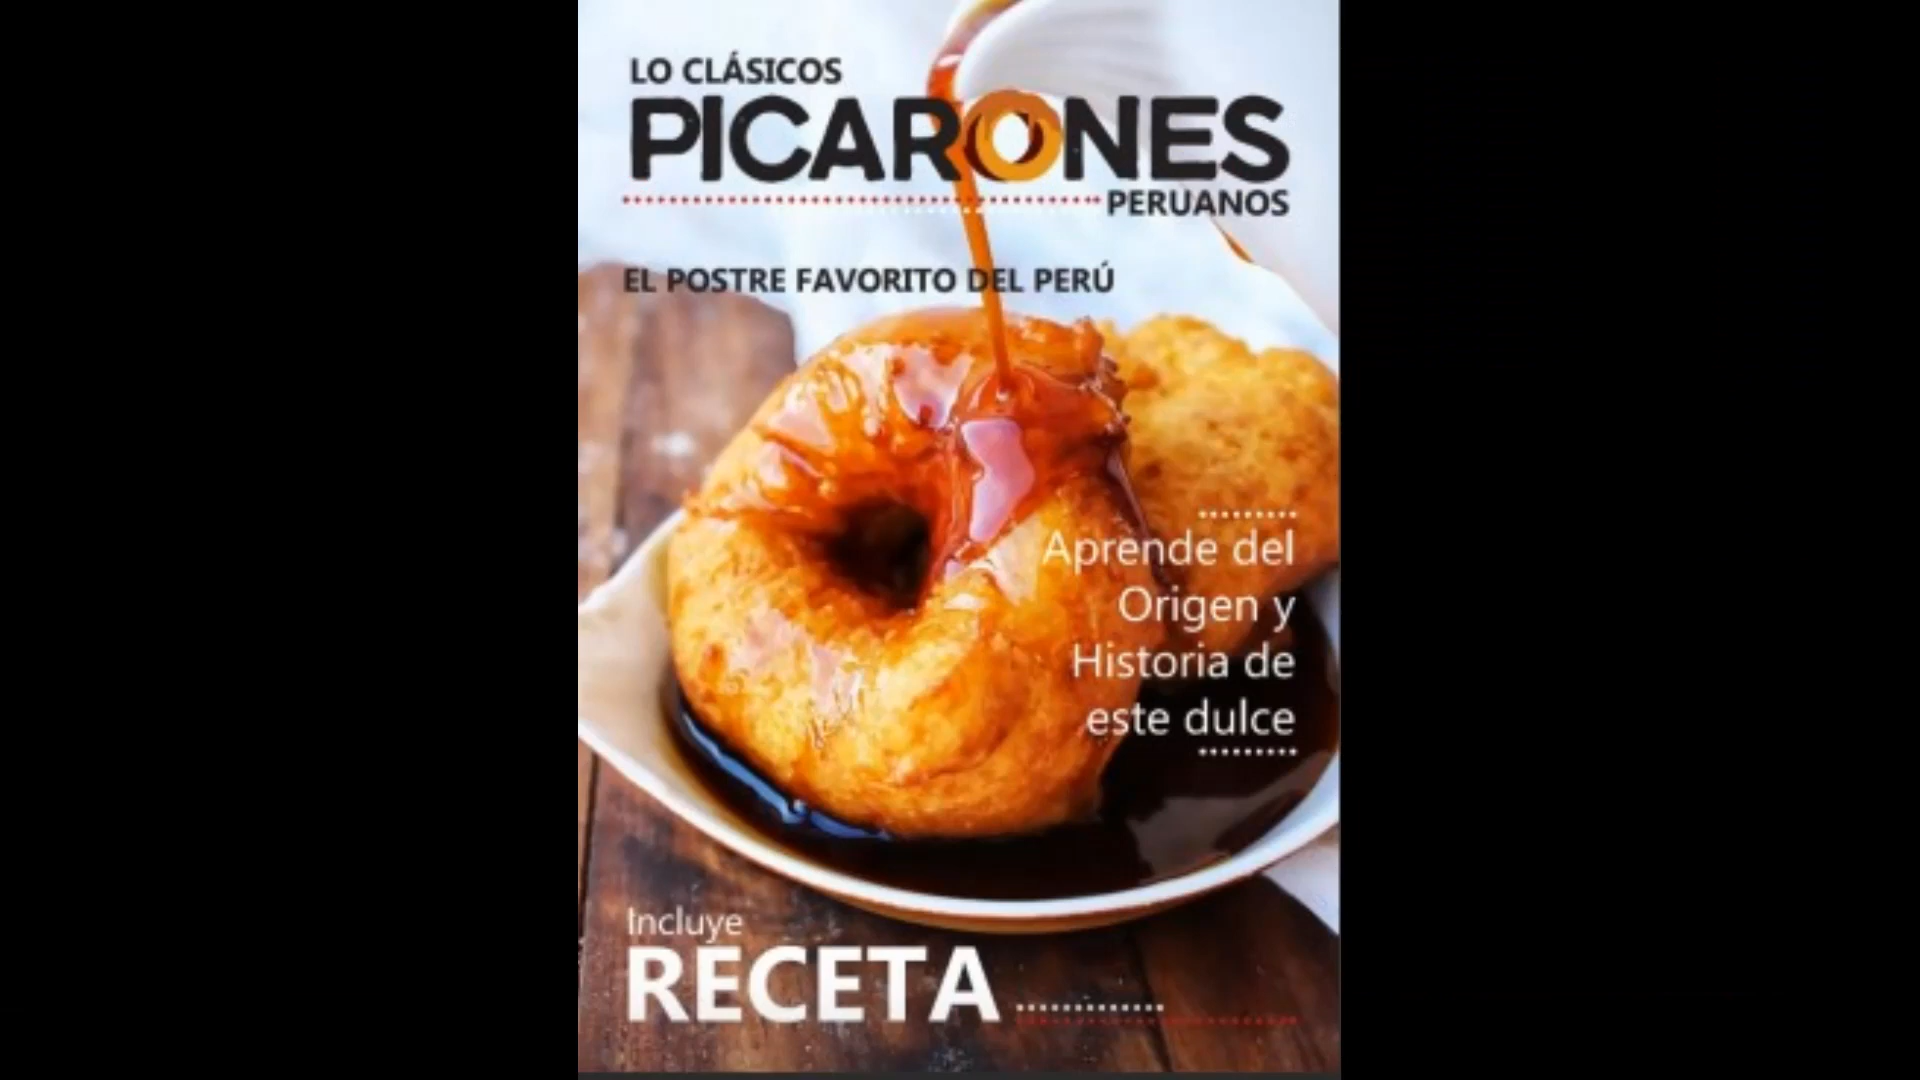 LO CLÁSICOS
PICARONES
PERUANOS
EL POSTRE FAVORITO DEL PERÚ
Aprende del
Origen y
Historia de
este dulce
Incluye
RECETA